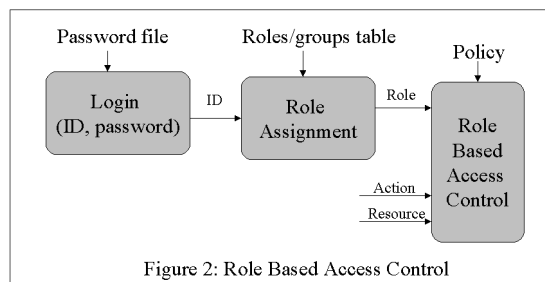 Password file
Roles/groups table
Policy
Login
(ID, password)
ID
Role
Assignment
Role
Role
Based
Access
Control
Action
Resource
Figure 2: Role Based Access Control